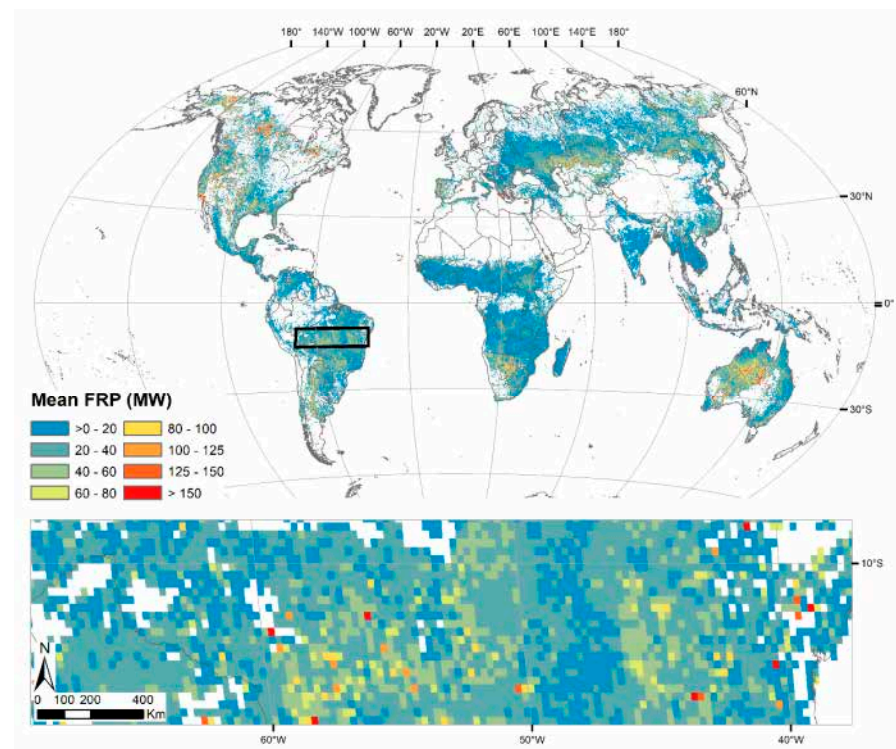 180° 140°W 100°W 60°W 20°W 20°E 60°E 100°E 140°E 180°
60°N
30°N
0°
30°S
Mean FRP (MW)
>0 - 20 80 - 100
20 - 40 100 - 125
40 - 60 125 - 150
60 - 80 > 150
10°S
N
0 100 200 400
Km
60°W 50°W 40°W